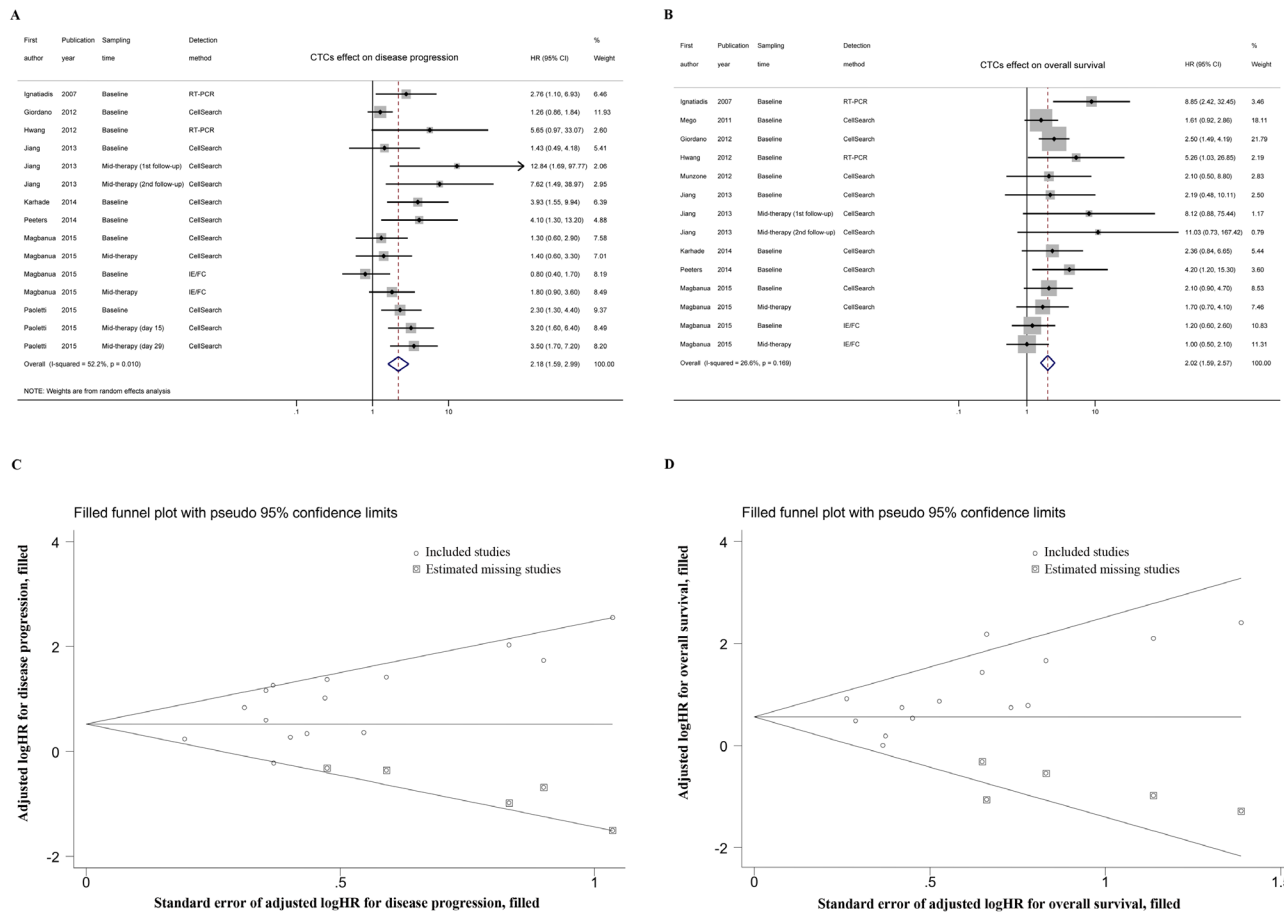 A
First Publication Sampling Detection %
author year time method CTCs effect on disease progression HR (95% CI) Weight
Ignatiadis 2007 Baseline RT-PCR 2.76 (1.10, 6.93) 6.46
Giordano 2012 Baseline CellSearch 1.26 (0.86, 1.84) 11.93
Hwang 2012 Baseline RT-PCR 5.65 (0.97, 33.07) 2.60
Jiang 2013 Baseline CellSearch 1.43 (0.49, 4.18) 5.41
Jiang 2013 Mid-therapy (1st follow-up) CellSearch 12.84 (1.69, 97.77) 2.06
Jiang 2013 Mid-therapy (2nd follow-up) CellSearch 7.62 (1.49, 38.97) 2.95
Karhade 2014 Baseline CellSearch 3.93 (1.55, 9.94) 6.39
Peeters 2014 Baseline CellSearch 4.10 (1.30, 13.20) 4.88
Magbanua 2015 Baseline CellSearch 1.30 (0.60, 2.90) 7.58
Magbanua 2015 Mid-therapy CellSearch 1.40 (0.60, 3.30) 7.01
Magbanua 2015 Baseline IE/FC 0.80 (0.40, 1.70) 8.19
Magbanua 2015 Mid-therapy IE/FC 1.80 (0.90, 3.60) 8.49
Paoletti 2015 Baseline CellSearch 2.30 (1.30, 4.40) 9.37
Paoletti 2015 Mid-therapy (day 15) CellSearch 3.20 (1.60, 6.40) 8.49
Paoletti 2015 Mid-therapy (day 29) CellSearch 3.50 (1.70, 7.20) 8.20
Overall (I-squared = 52.2%, p = 0.010) 2.18 (1.59, 2.99) 100.00
NOTE: Weights are from random effects analysis
.1 1 10
B
First Publication Sampling Detection %
author year time method CTCs effect on overall survival HR (95% CI) Weight
Ignatiadis 2007 Baseline RT-PCR 8.85 (2.42, 32.45) 3.46
Mego 2011 Baseline CellSearch 1.61 (0.92, 2.86) 18.11
Giordano 2012 Baseline CellSearch 2.50 (1.49, 4.19) 21.79
Hwang 2012 Baseline RT-PCR 5.26 (1.03, 26.85) 2.19
Munzone 2012 Baseline CellSearch 2.10 (0.50, 8.80) 2.83
Jiang 2013 Baseline CellSearch 2.19 (0.48, 10.11) 2.50
Jiang 2013 Mid-therapy (1st follow-up) CellSearch 8.12 (0.88, 75.44) 1.17
Jiang 2013 Mid-therapy (2nd follow-up) CellSearch 11.03 (0.73, 167.42) 0.79
Karhade 2014 Baseline CellSearch 2.36 (0.84, 6.65) 5.44
Peeters 2014 Baseline CellSearch 4.20 (1.20, 15.30) 3.60
Magbanua 2015 Baseline CellSearch 2.10 (0.90, 4.70) 8.53
Magbanua 2015 Mid-therapy CellSearch 1.70 (0.70, 4.10) 7.46
Magbanua 2015 Baseline IE/FC 1.20 (0.60, 2.60) 10.83
Magbanua 2015 Mid-therapy IE/FC 1.00 (0.50, 2.10) 11.31
Overall (I-squared = 26.6%, p = 0.169) 2.02 (1.59, 2.57) 100.00
.1 1 10
C
Filled funnel plot with pseudo 95% confidence limits
Included studies
Estimated missing studies
Adjusted logHR for disease progression, filled
4
2
0
-2
0 .5 1
Standard error of adjusted logHR for disease progression, filled
D
Filled funnel plot with pseudo 95% confidence limits
Included studies
Estimated missing studies
Adjusted logHR for overall survival, filled
4
2
0
-2
0 .5 1
Standard error of adjusted logHR for overall survival, filled